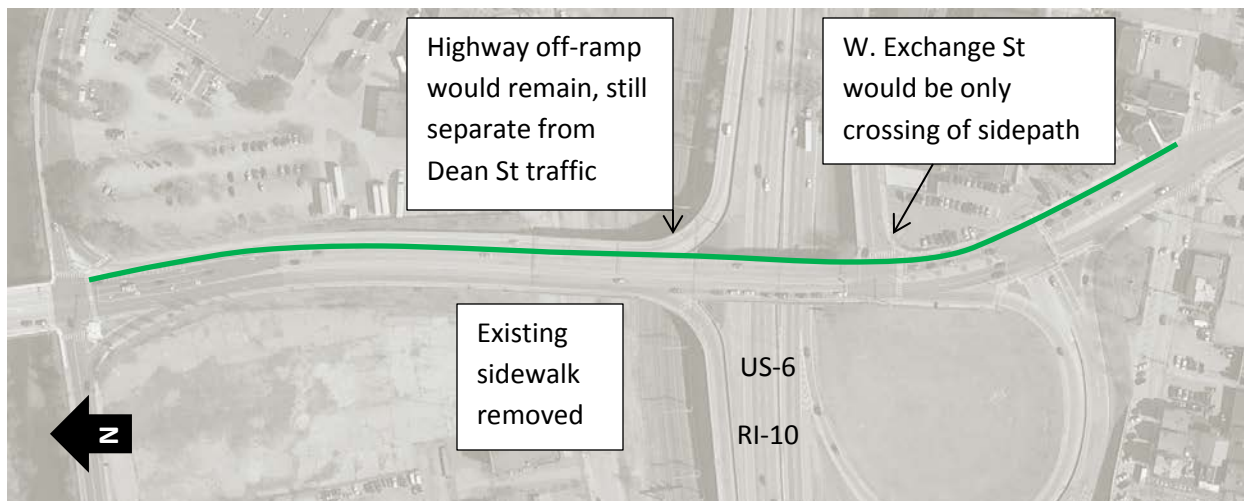 Highway off-ramp
would remain, still
separate from
Dean St traffic
W. Exchange St
would be only
crossing of sidepath
Existing
sidewalk
removed
US-6
RI-10
N